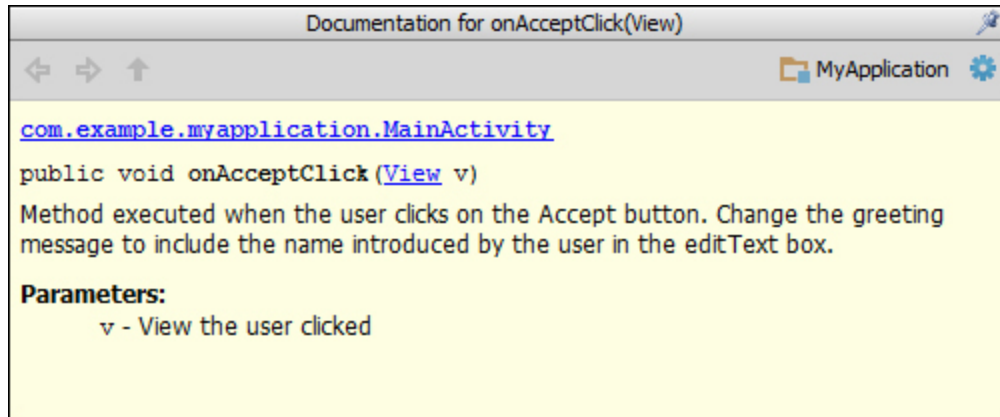 Documentation for onAcceptClick(View)
MyApplication
com.example.myapplication.MainActivity
public void onAcceptClick(View v)
Method executed when the user clicks on the Accept button. Change the greeting
message to include the name introduced by the user in the editText box.
Parameters:
v - View the user clicked